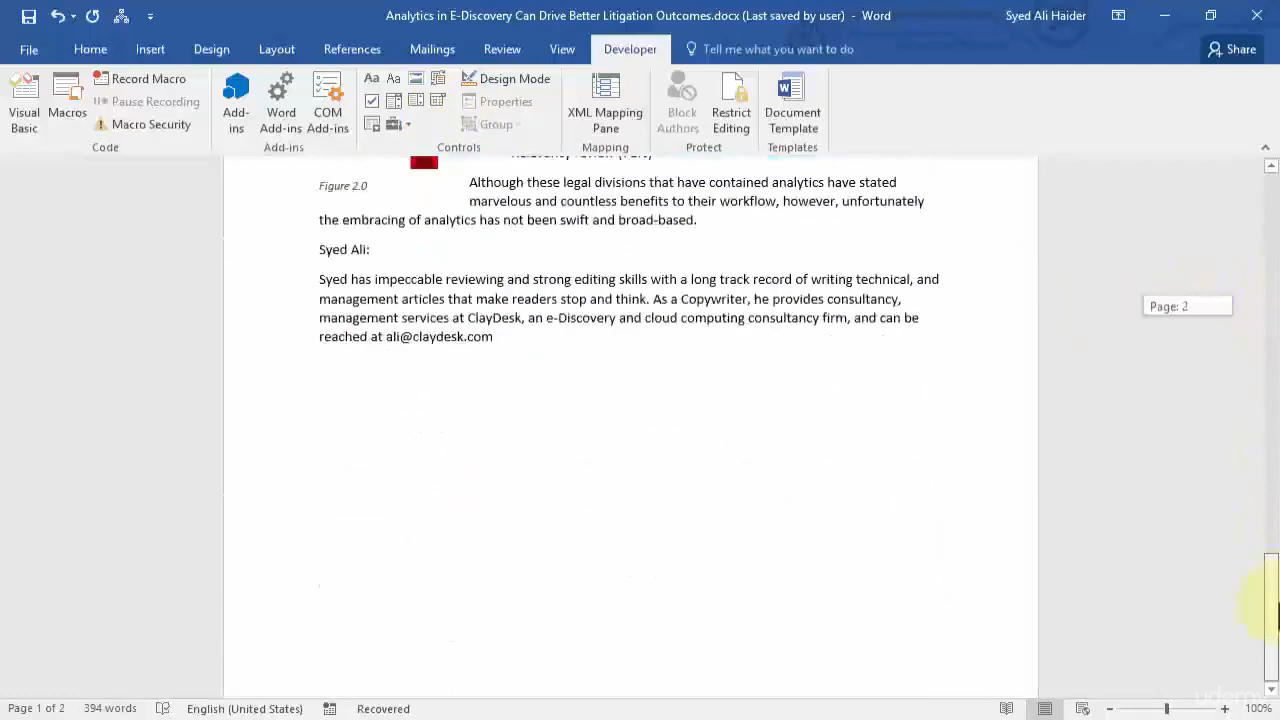 Analytics in E-Discovery Can Drive Better Litigation Outcomes.docx (Last saved by user) - Word
Syed Ali Haider
File Home Insert Design Layout References Mailings Review View Developer Tell me what you want to do Share
Visual Basic
Macros
Record Macro
Pause Recording
Macro Security
Code
Add-ins
Word Add-ins
COM Add-ins
Add-ins
Aa Aa
Design Mode
Properties
Group
Controls
XML Mapping Pane
Mapping
Block Authors
Restrict Editing
Protect
Document Template
Templates
Figure 2.0
Although these legal divisions that have contained analytics have stated
marvelous and countless benefits to their workflow, however, unfortunately
the embracing of analytics has not been swift and broad-based.
Syed Ali:
Syed has impeccable reviewing and strong editing skills with a long track record of writing technical, and
management articles that make readers stop and think. As a Copywriter, he provides consultancy,
management services at ClayDesk, an e-Discovery and cloud computing consultancy firm, and can be
reached at ali@claydesk.com
Page: 2
udemy
Page 1 of 2 394 words English (United States) Recovered 100%